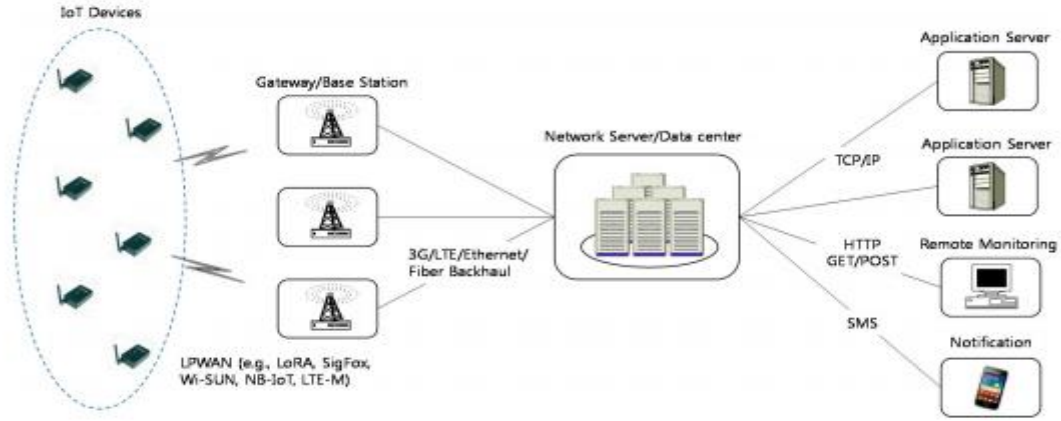 IoT Devices
Gateway/Base Station
3G/LTE/Ethernet/
Fiber Backhaul
LPWAN (e.g., LoRA, SigFox,
Wi-SUN, NB-IoT, LTE-M)
Network Server/Data center
TCP/IP
HTTP
GET/POST
SMS
Application Server
Application Server
Remote Monitoring
Notification